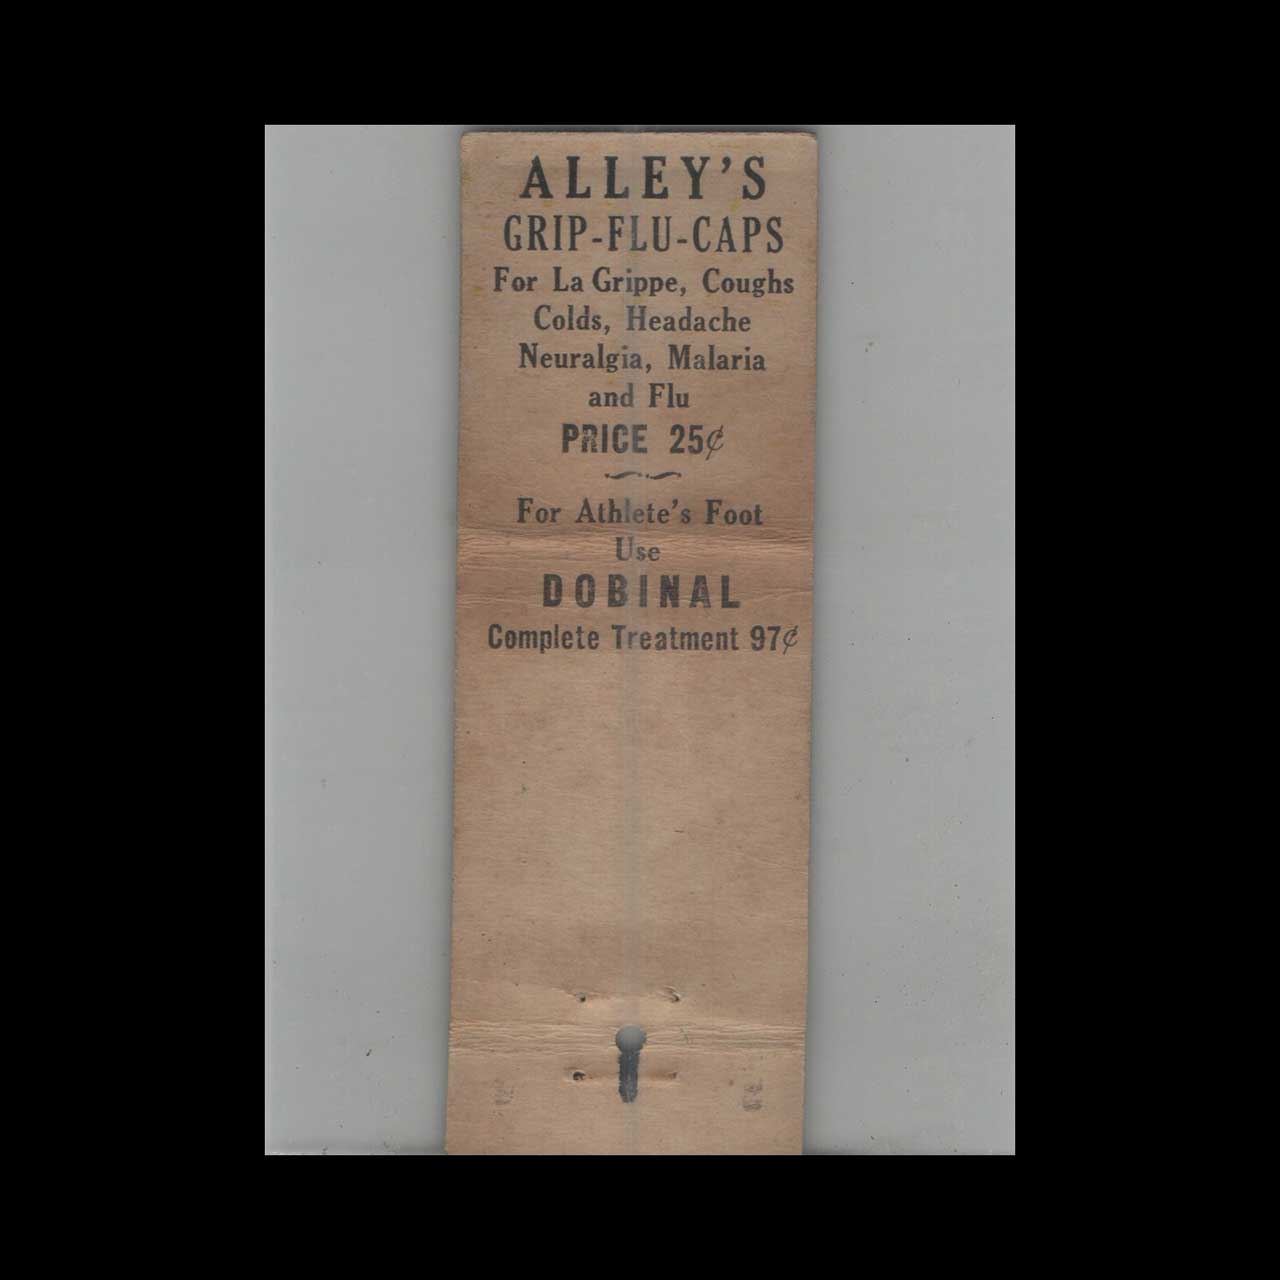 ALLEY'S
GRIP-FLU-CAPS
For La Grippe, Coughs
Colds, Headache
Neuralgia, Malaria
and Flu
PRICE 25¢
For Athlete's Foot
Use
DOBINAL
Complete Treatment 97¢